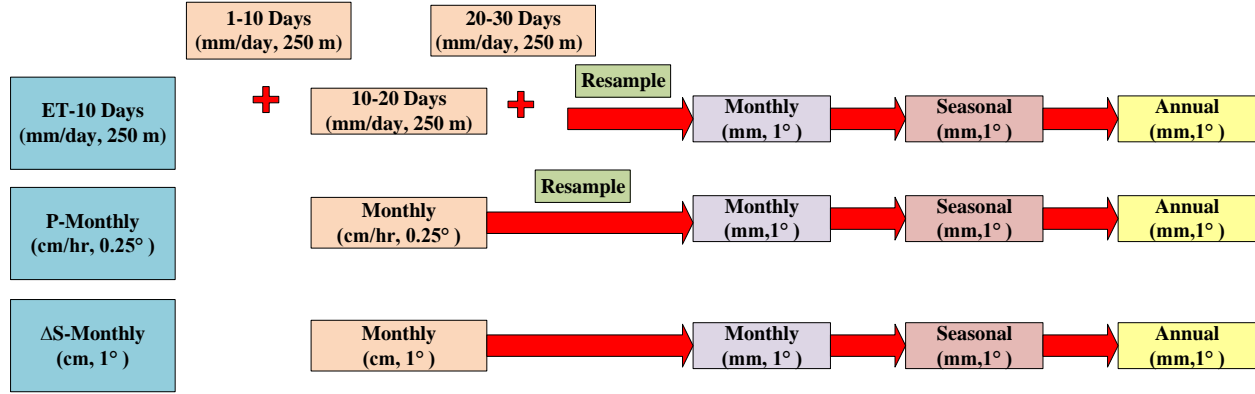 1-10 Days
(mm/day, 250 m)
20-30 Days
(mm/day, 250 m)
ET-10 Days
(mm/day, 250 m)
10-20 Days
(mm/day, 250 m)
Resample
Monthly
(mm, 1° )
Seasonal
(mm,1° )
Annual
(mm,1° )
P-Monthly
(cm/hr, 0.25° )
Monthly
(cm/hr, 0.25° )
Resample
Monthly
(mm,1° )
Seasonal
(mm,1° )
Annual
(mm,1° )
ΔS-Monthly
(cm, 1° )
Monthly
(cm, 1° )
Monthly
(mm, 1° )
Seasonal
(mm,1° )
Annual
(mm,1° )